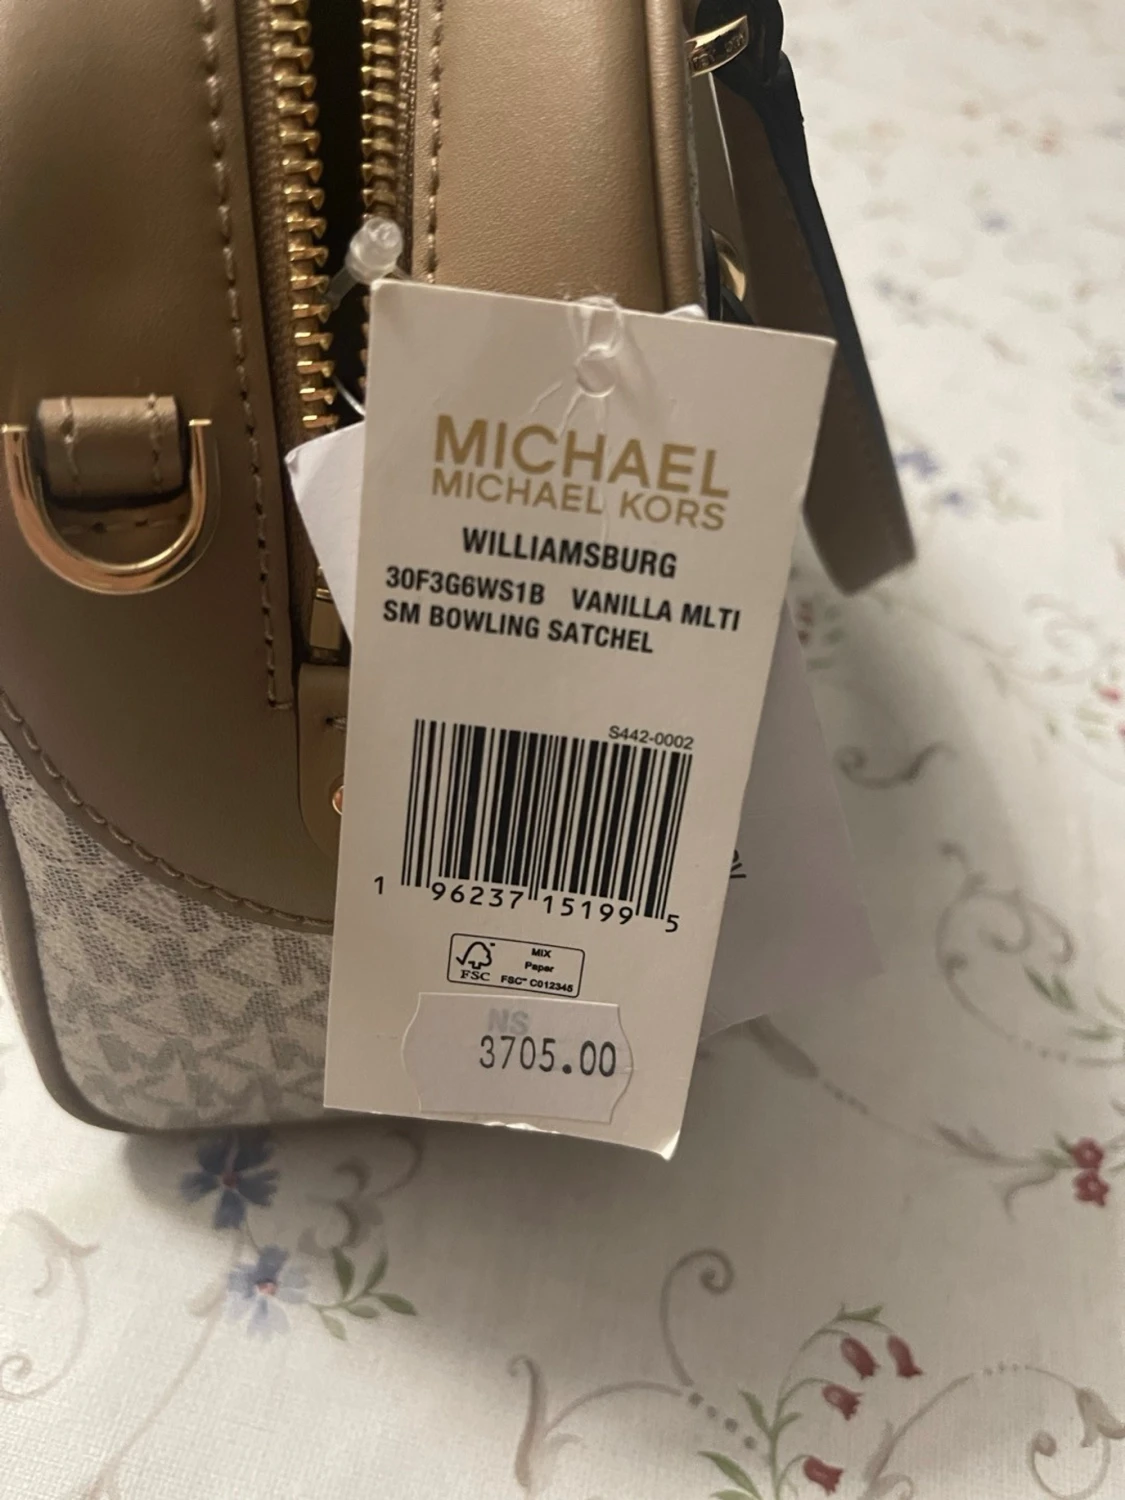 MICHAEL
MICHAEL KORS
WILLIAMSBURG
30F3G6WS1B VANILLA MLTI
SM BOWLING SATCHEL
S442-0002
1 96237 15199 5
FSC
MIX
Paper
FSC™ C012345
NS
3705.00